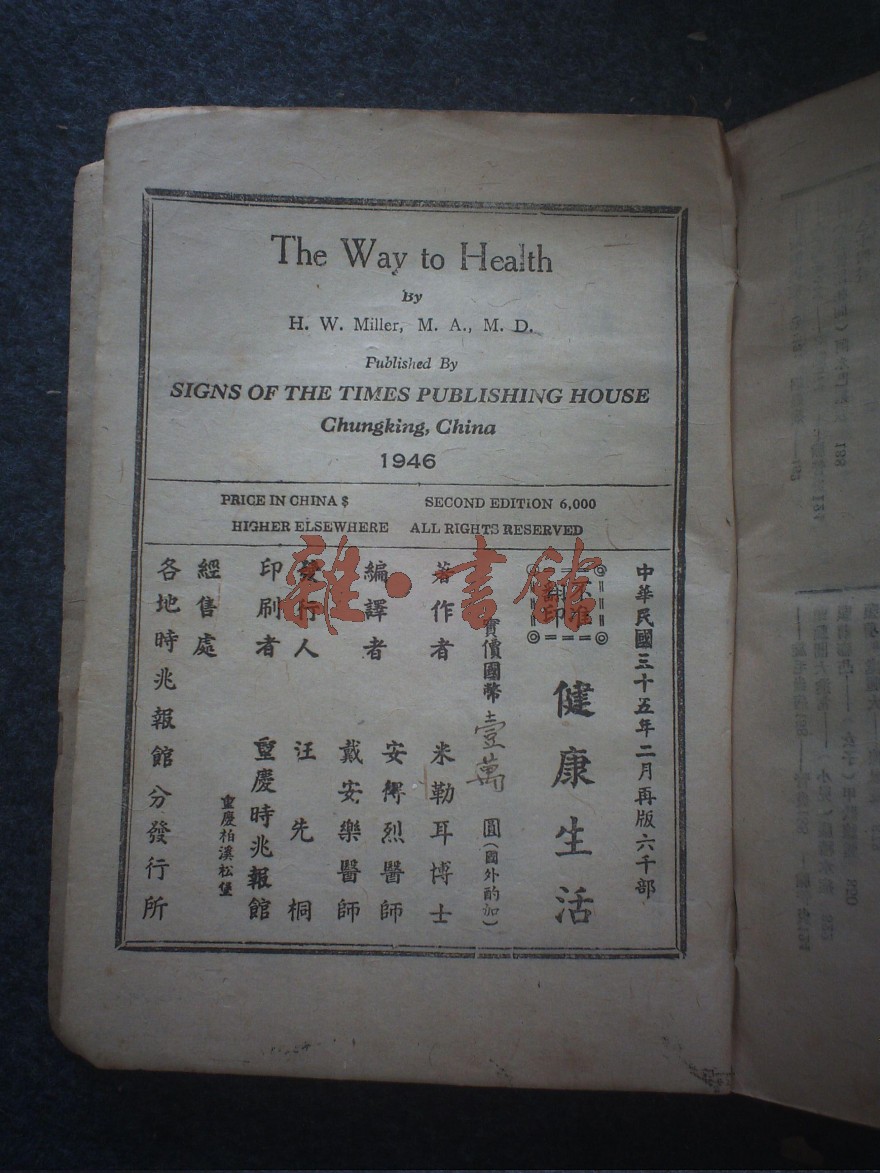 The Way to Health
By
H. W. Miller, M. A., M. D.
Published By
SIGNS OF THE TIMES PUBLISHING HOUSE
Chungking, China
1946
PRICE IN CHINA $ SECOND EDITION 6,000
HIGHER ELSEWHERE ALL RIGHTS RESERVED
雜·書館
中華民國三十五年二月再版六千部
不准翻印
健康生活
實價國幣壹萬圓(國外酌加)
著作者 米勒耳博士
編譯者 安得烈醫師
戴安樂醫師
發行人 汪先桐
印刷者 重慶時兆報館
重慶柏溪松堡
經售處
各地時兆報館分發行所